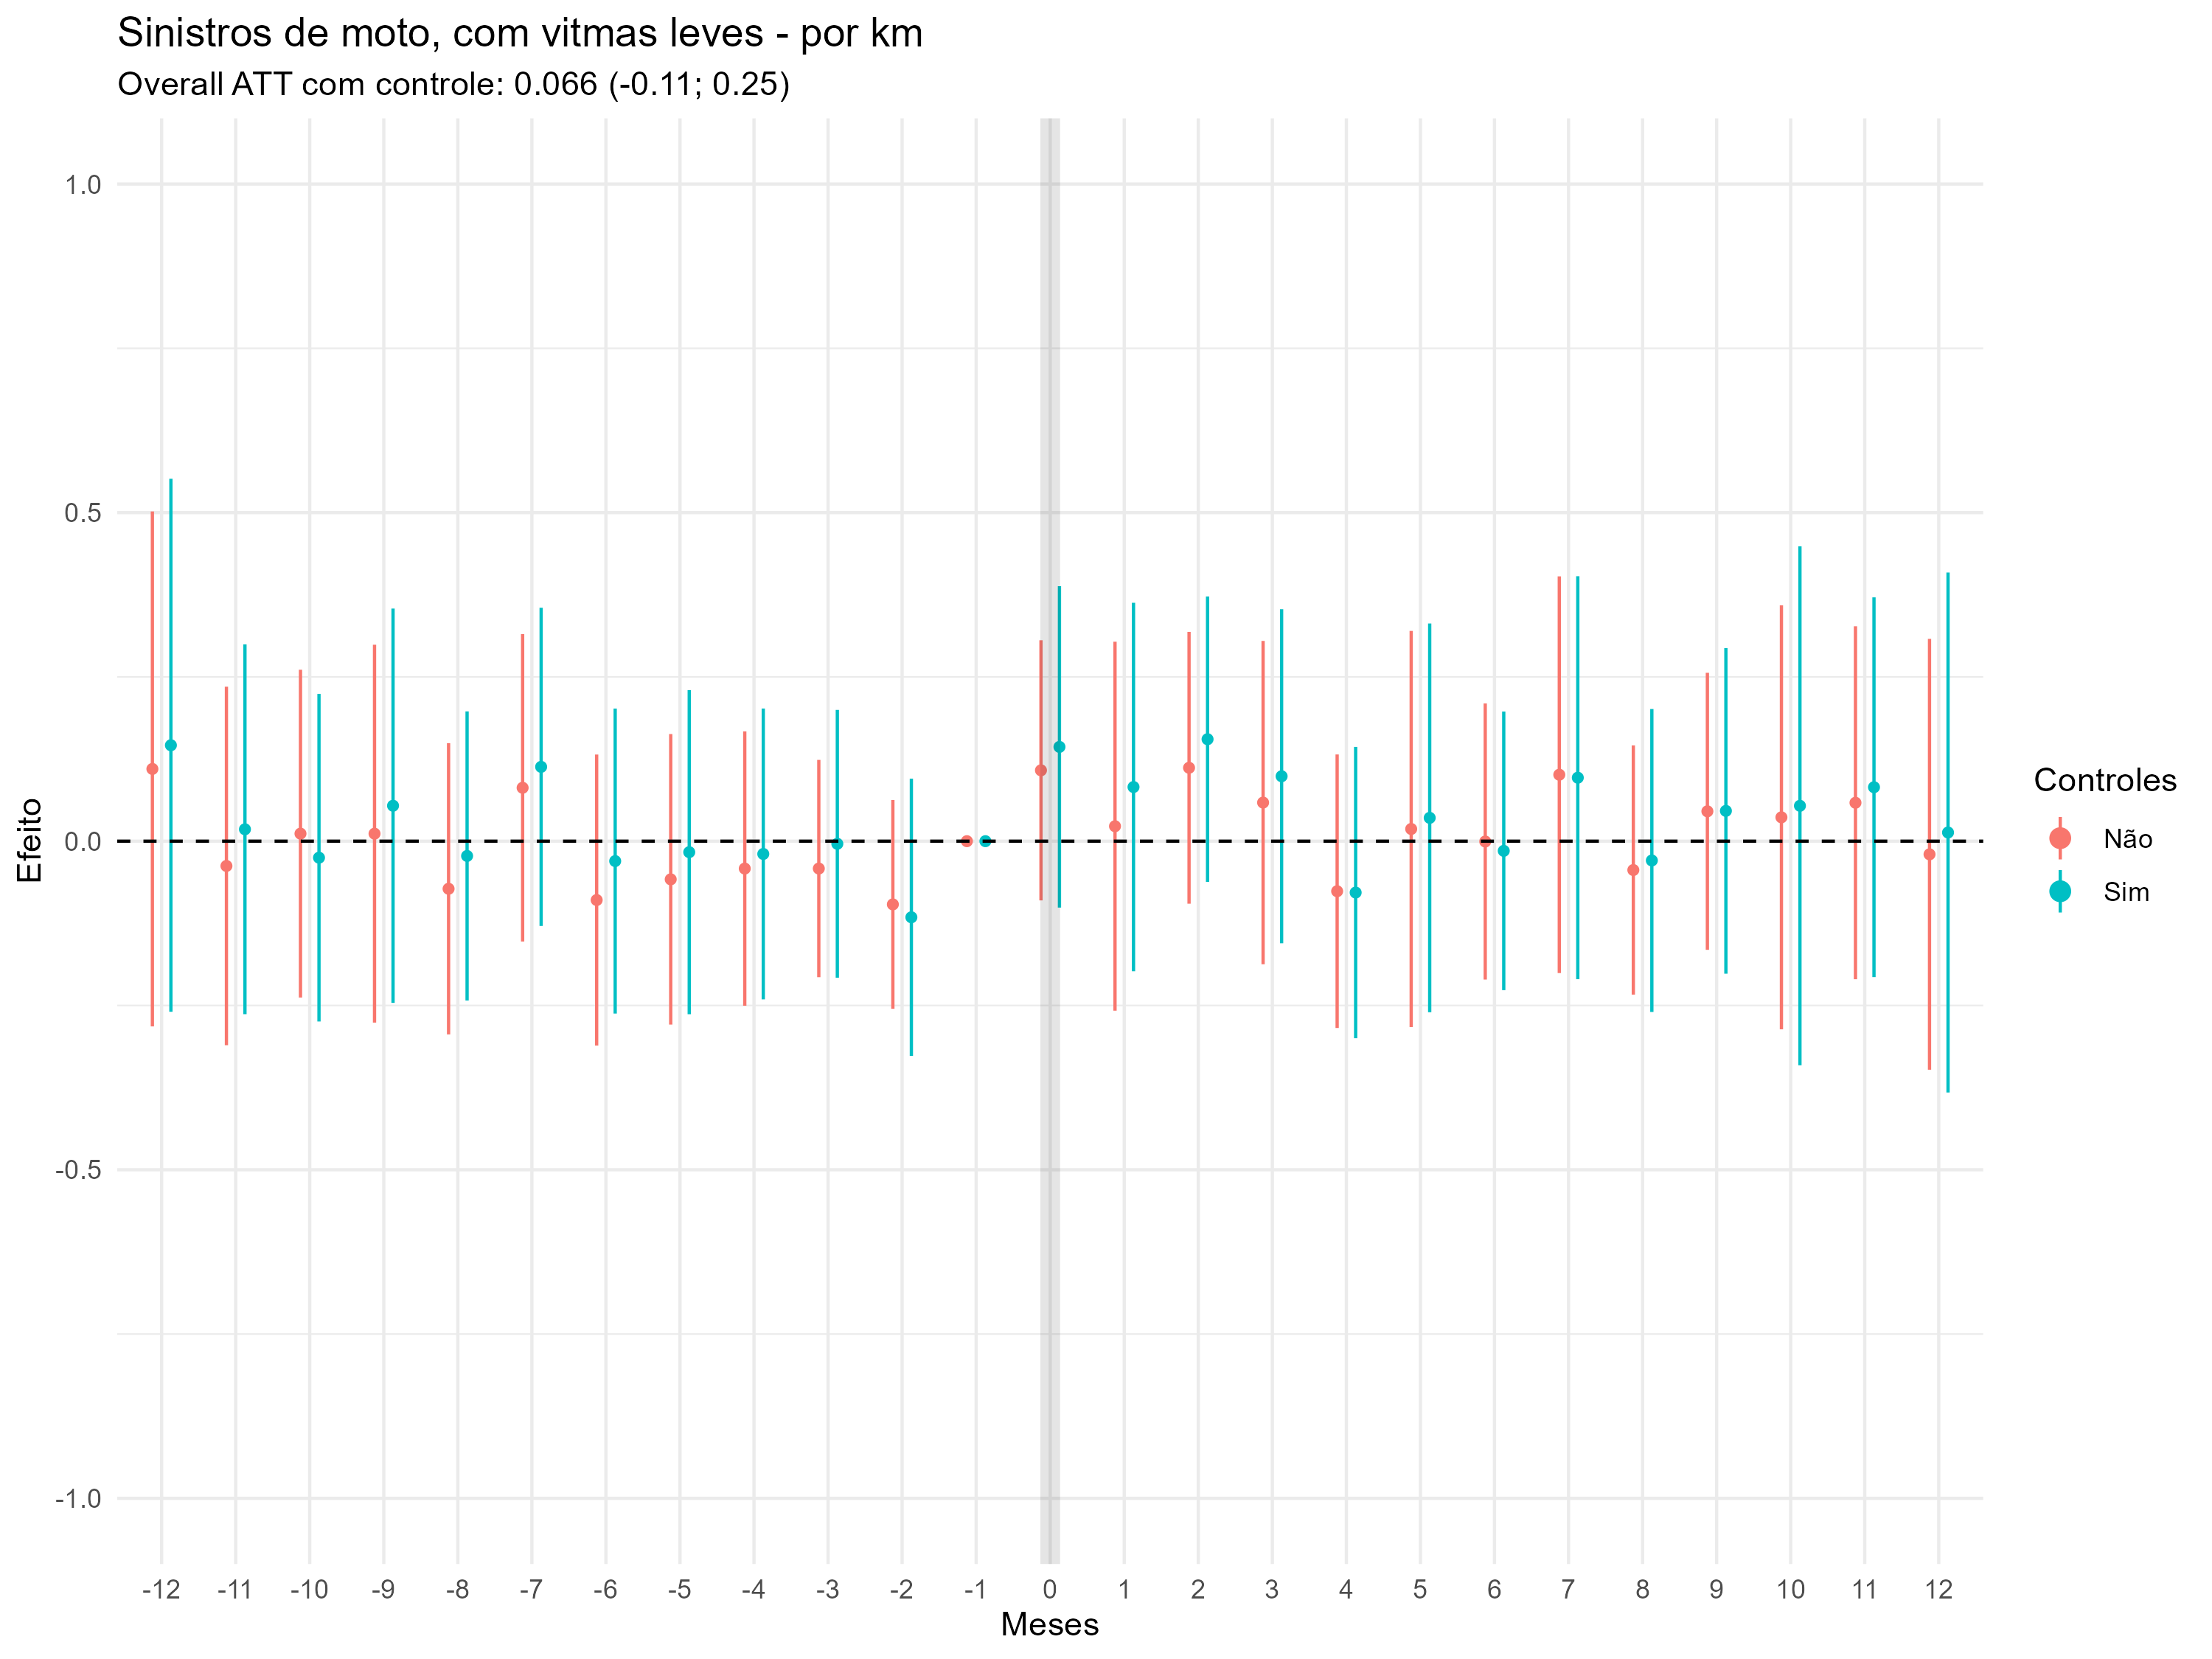 Sinistros de moto, com vitmas leves - por km
Overall ATT com controle: 0.066 (-0.11; 0.25)
1.0
0.5
0.0
-0.5
-1.0
Efeito
-12 -11 -10 -9 -8 -7 -6 -5 -4 -3 -2 -1 0 1 2 3 4 5 6 7 8 9 10 11 12
Meses
Controles
Não
Sim